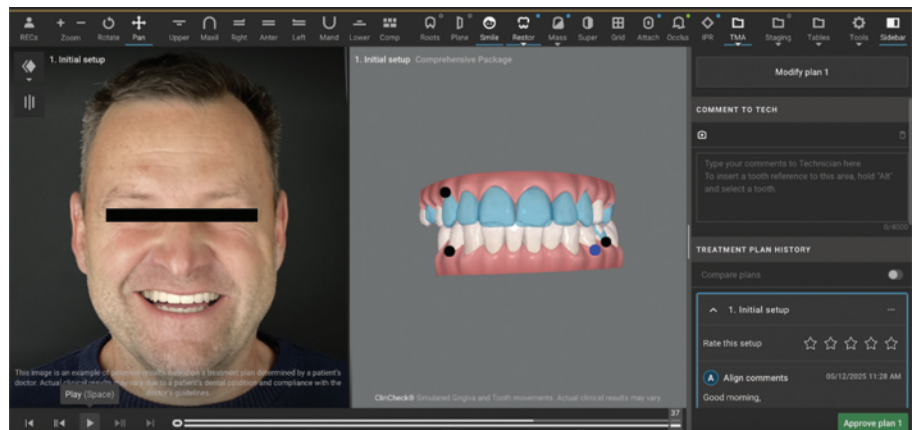 RECs
Zoom
Rotate
Pan
Upper
Maxil
Right
Anter
Left
Mand
Lower
Comp
Roots
Plane
Smile
Restor
Mass
Super
Grid
Attach
Occlus
IPR
TMA
Staging
Tables
Tools
Sidebar
1. Initial setup
1. Initial setup Comprehensive Package
Modify plan 1
COMMENT TO TECH
Type your comments to Technician here
To insert a tooth reference to this area, hold "Alt"
and select a tooth.
0/4000
TREATMENT PLAN HISTORY
Compare plans
1. Initial setup
Rate this setup
A Align comments 05/12/2025 11:28 AM
Good morning,
This image is an example of results based on a treatment plan determined by a patient's
doctor. Actual clinical results may vary due to a patient's dental condition and compliance with the
doctor's guidelines.
Play (Space)
ClinCheck® Simulated Gingiva and Tooth movements. Actual clinical results may vary
37
Approve plan 1